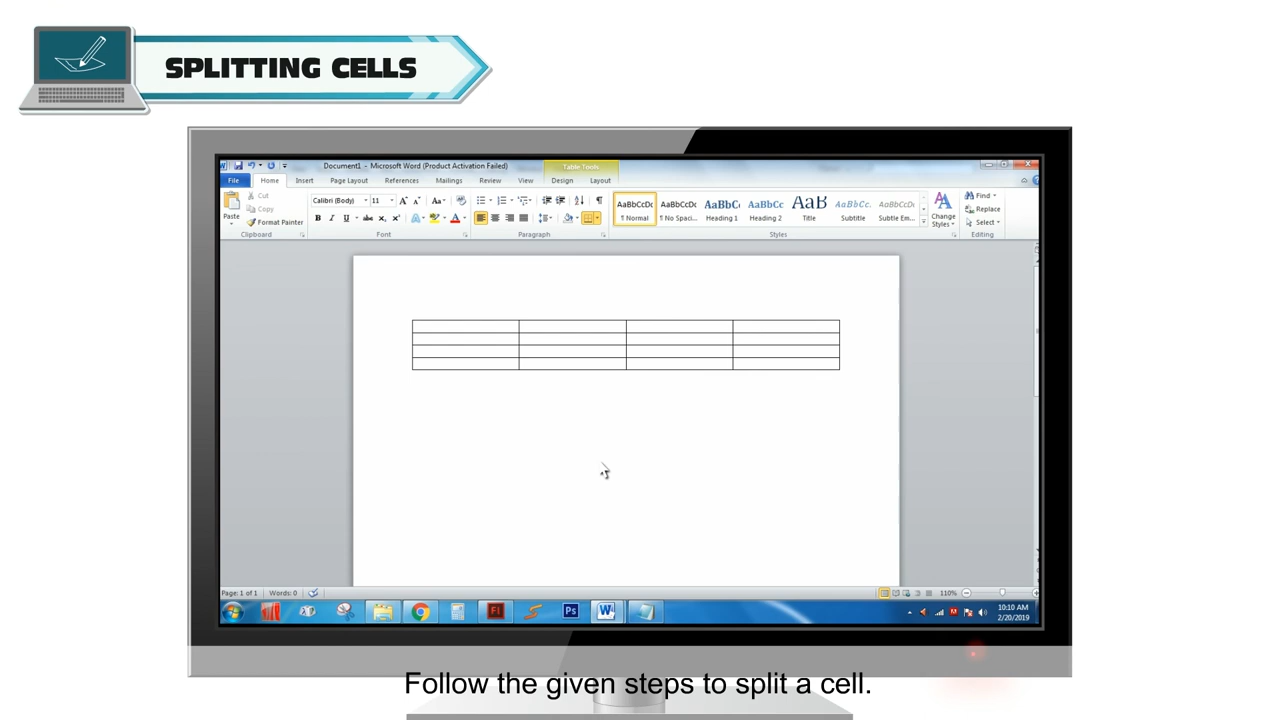 SPLITTING CELLS
Document1 - Microsoft Word (Product Activation Failed)
Table Tools
File Home Insert Page Layout References Mailings Review View Design Layout
Paste
Cut
Copy
Format Painter
Clipboard
Calibri (Body) 11
Font
Paragraph
AaBbCcDc AaBbCcDc AaBbC AaBbCc AaB AaBbCc. AaBbCcDc
¶ Normal ¶ No Spaci... Heading 1 Heading 2 Title Subtitle Subtle Em...
Styles
Change
Styles
Find
Replace
Select
Editing
Page: 1 of 1 Words: 0
110%
10:10 AM
2/20/2019
Follow the given steps to split a cell.